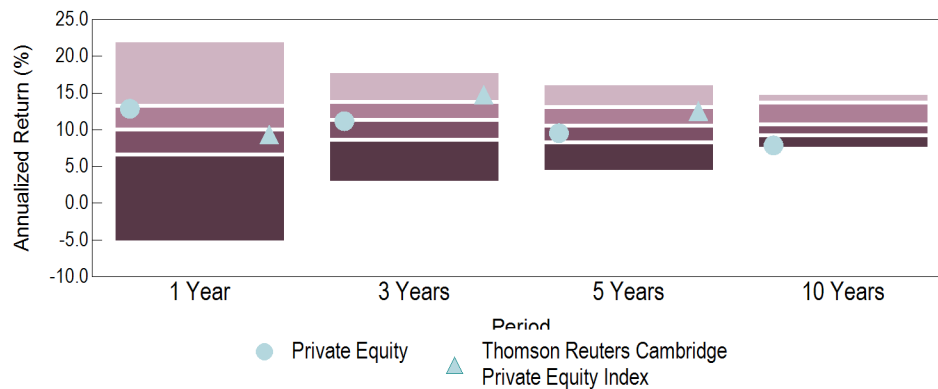 Annualized Return (%)
25.0
20.0
15.0
10.0
5.0
0.0
-5.0
-10.0
1 Year
3 Years
5 Years
10 Years
Period
Private Equity
Thomson Reuters Cambridge
Private Equity Index